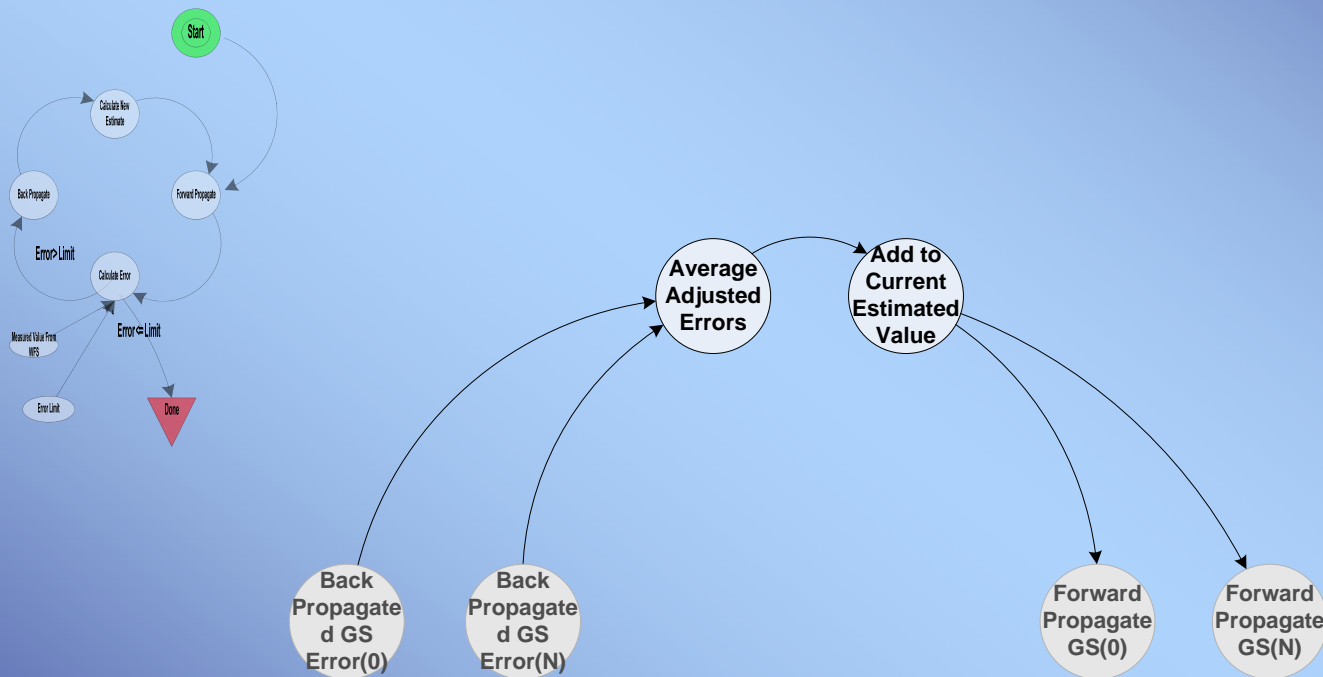 Start
Calculate New
Estimate
Back Propagate
Forward Propagate
Error>Limit
Calculate Error
Measured Value From
WFS
Error<=Limit
Error Limit
Done
Average
Adjusted
Errors
Add to
Current
Estimated
Value
Back
Propagate
d GS
Error(0)
Back
Propagate
d GS
Error(N)
Forward
Propagate
GS(0)
Forward
Propagate
GS(N)